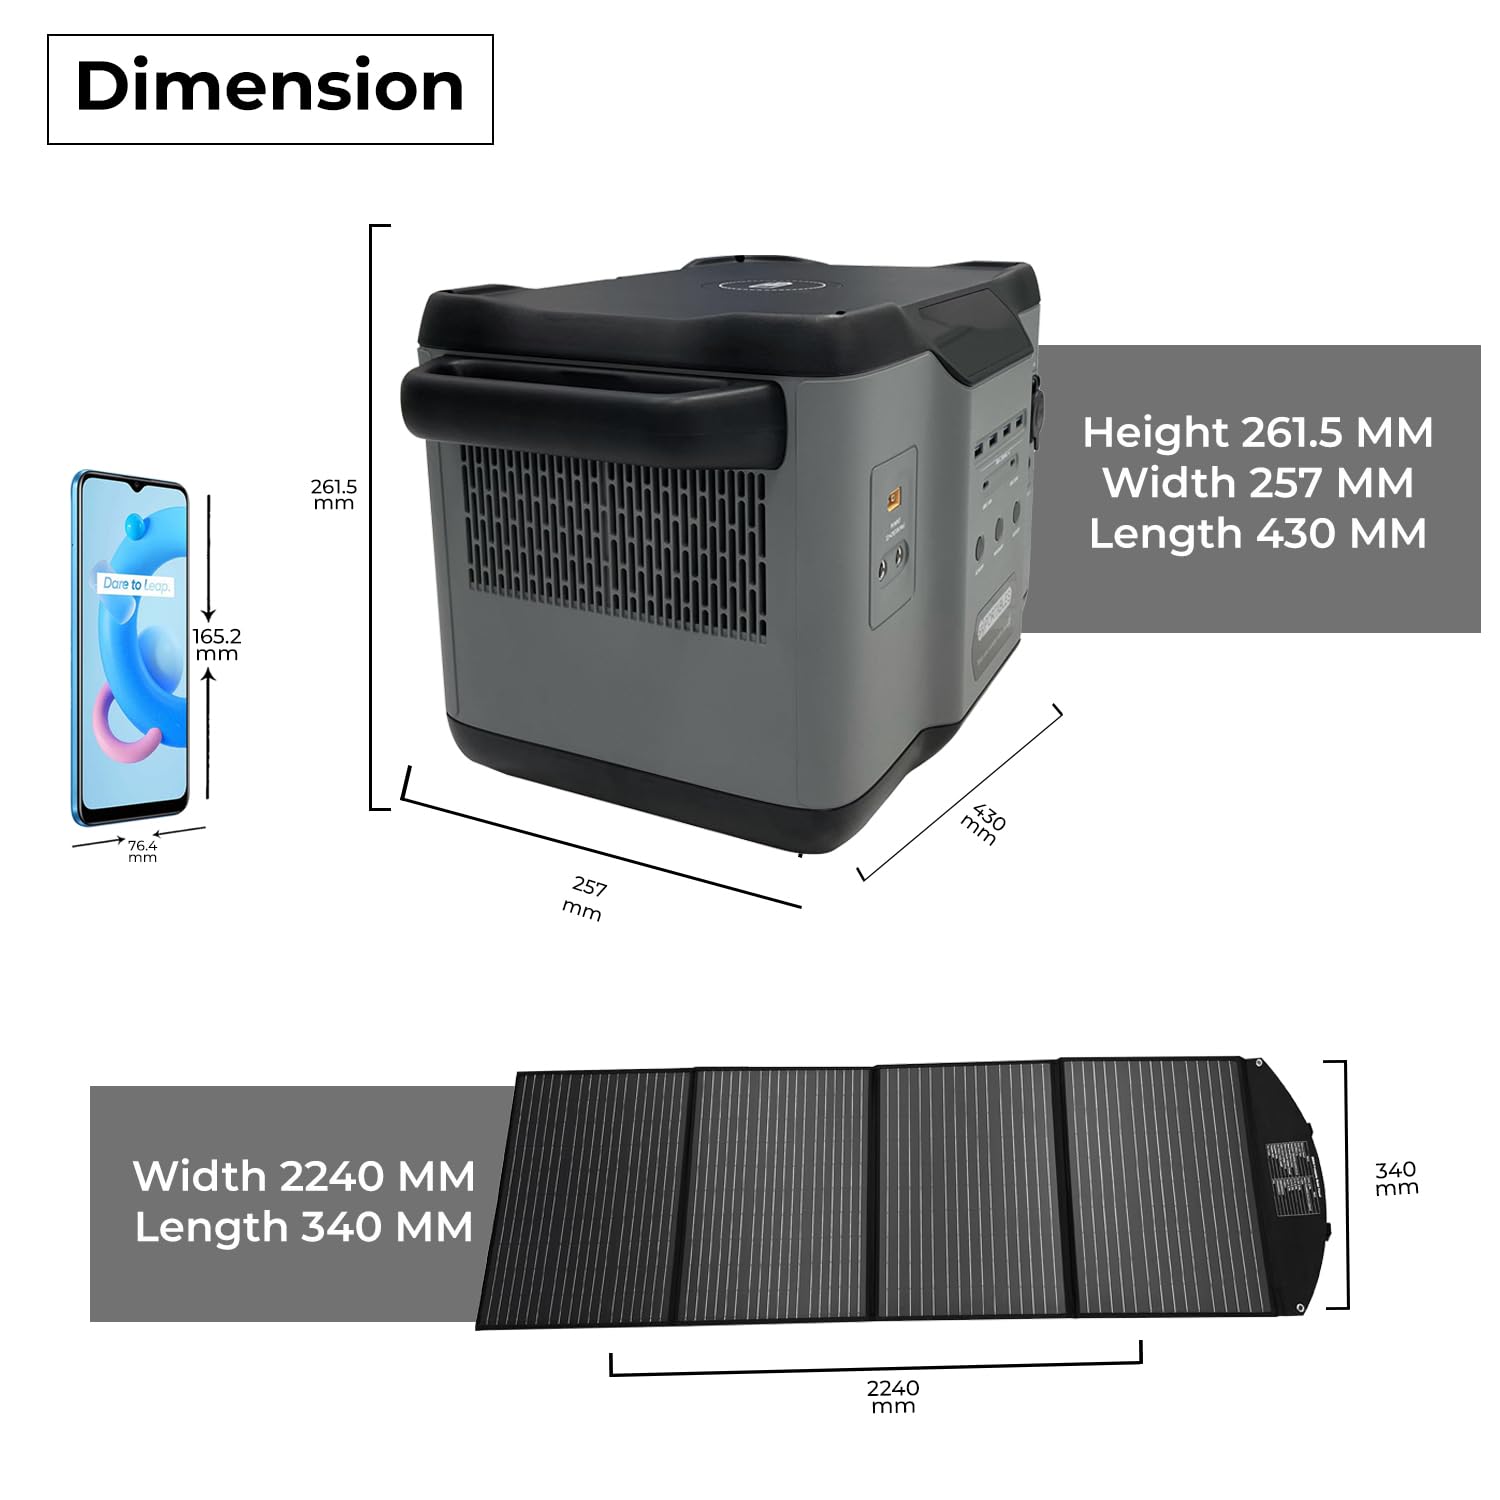 Dimension
261.5
mm
Height 261.5 MM
Width 257 MM
Length 430 MM
Dare to Leap.
165.2
mm
76.4
mm
257
mm
430
mm
Width 2240 MM
Length 340 MM
340
mm
2240
mm